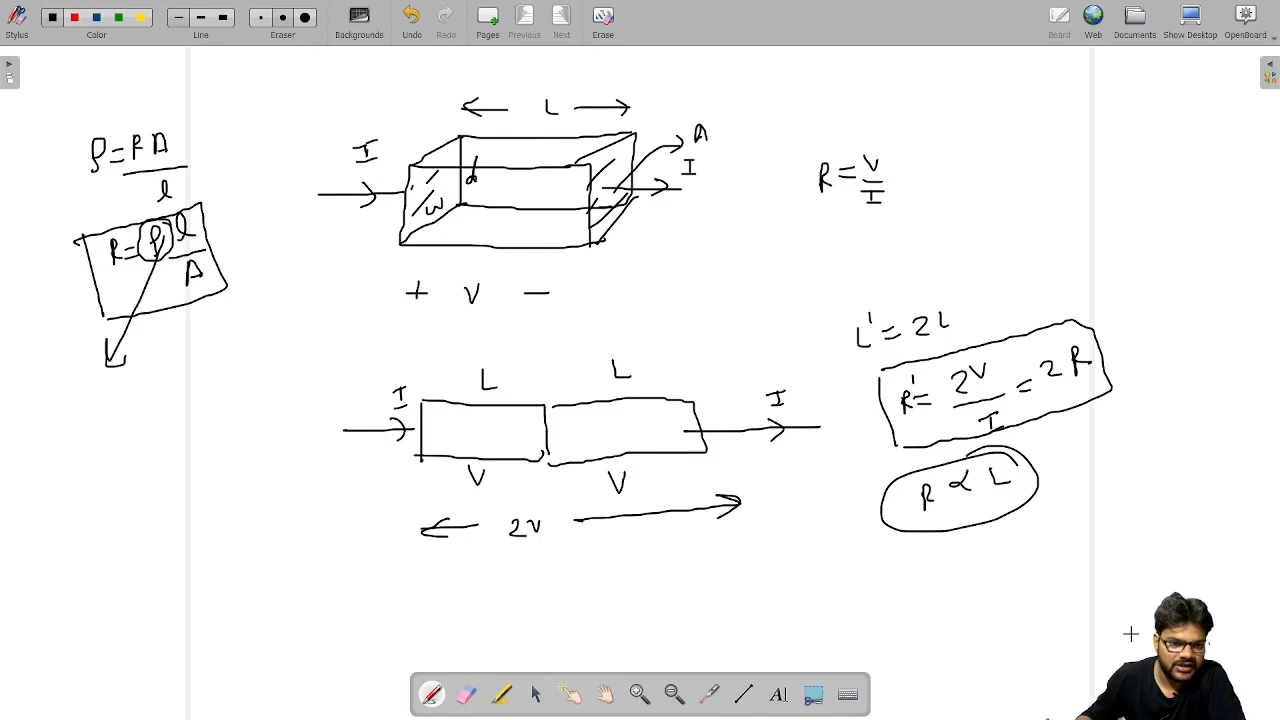 Stylus
Color
Line
Eraser
Backgrounds
Undo
Redo
Pages
Previous
Next
Erase
Board
Web
Documents
Show Desktop
OpenBoard
L
ρ = RA/l
R = ρ l/A
I
d
w
A
I
+ V −
R = V/I
L' = 2L
R' = 2V/I = 2R
R ∝ L
I
L
L
I
V
V
2V
AI